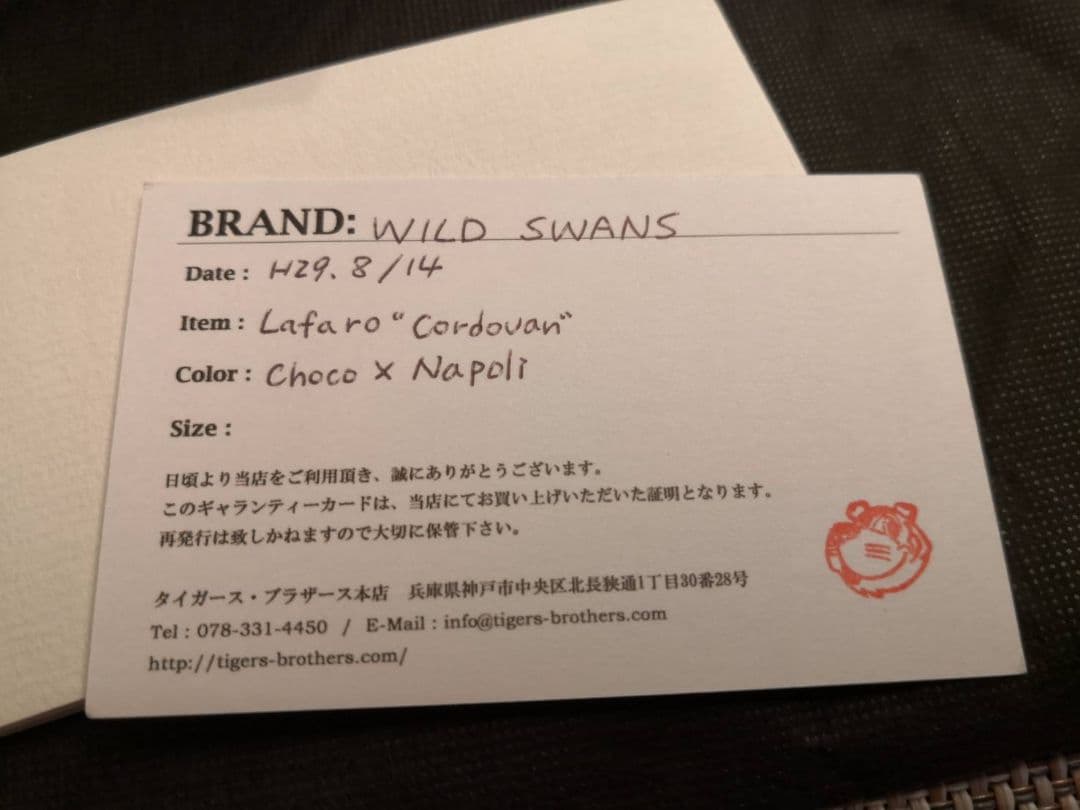 BRAND: WILD SWANS
Date : H29. 8/14
Item : Lafaro "Cordovan"
Color : Choco × Napoli
Size :
日頃より当店をご利用頂き、誠にありがとうございます。
このギャランティーカードは、当店にてお買い上げいただいた証明となります。
再発行は致しかねますので大切に保管下さい。
タイガース・ブラザース本店　兵庫県神戸市中央区北長狭通1丁目30番28号
Tel : 078-331-4450 / E-Mail : info@tigers-brothers.com
http://tigers-brothers.com/